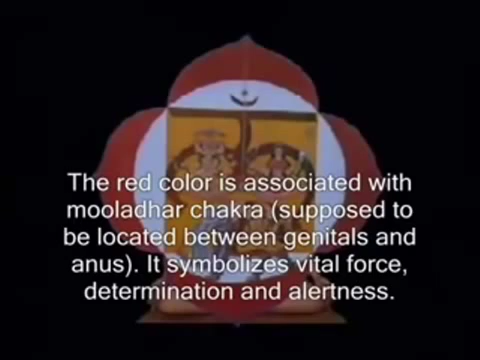 The red color is associated with
mooladhar chakra (supposed to
be located between genitals and
anus). It symbolizes vital force,
determination and alertness.